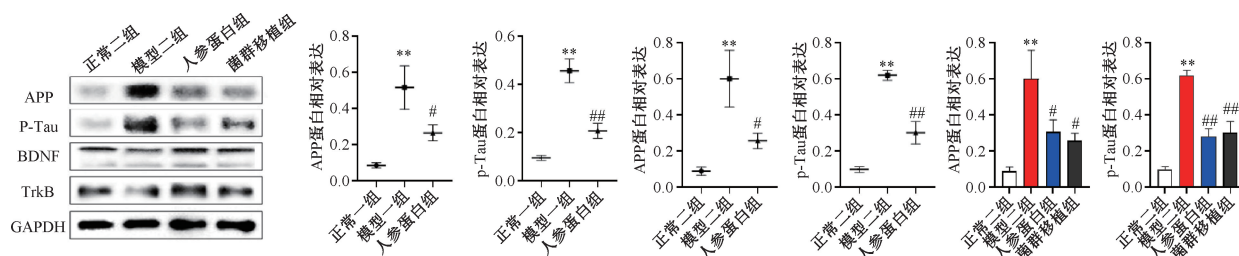 正常二组
模型二组
人参蛋白组
菌群移植组
APP
P-Tau
BDNF
TrkB
GAPDH
APP蛋白相对表达
0.8
0.6
0.4
0.2
0.0
**
#
正常一组
模型一组
人参蛋白组
p-Tau蛋白相对表达
0.6
0.4
0.2
0.0
**
##
正常一组
模型一组
人参蛋白组
APP蛋白相对表达
0.8
0.6
0.4
0.2
0.0
**
#
正常二组
模型二组
人参蛋白组
p-Tau蛋白相对表达
0.8
0.6
0.4
0.2
0.0
**
##
正常二组
模型二组
人参蛋白组
APP蛋白相对表达
0.8
0.6
0.4
0.2
0.0
**
#
#
正常二组
模型二组
人参蛋白组
菌群移植组
p-Tau蛋白相对表达
0.8
0.6
0.4
0.2
0.0
**
##
##
正常二组
模型二组
人参蛋白组
菌群移植组